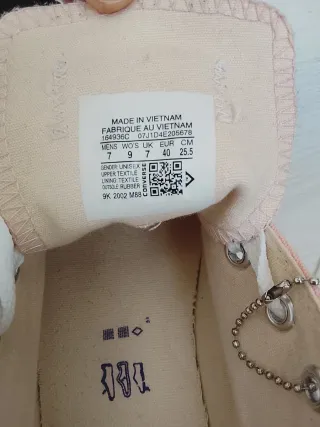 MADE IN VIETNAM
FABRIQUE AU VIETNAM
164936C 07J1D4E205678
MENS WO'S UK EUR CM
7 9 7 40 25.5
GENDER UNISEX
UPPER TEXTILE
LINING TEXTILE
OUTSOLE RUBBER
CONVERSE
9K 2002 M88